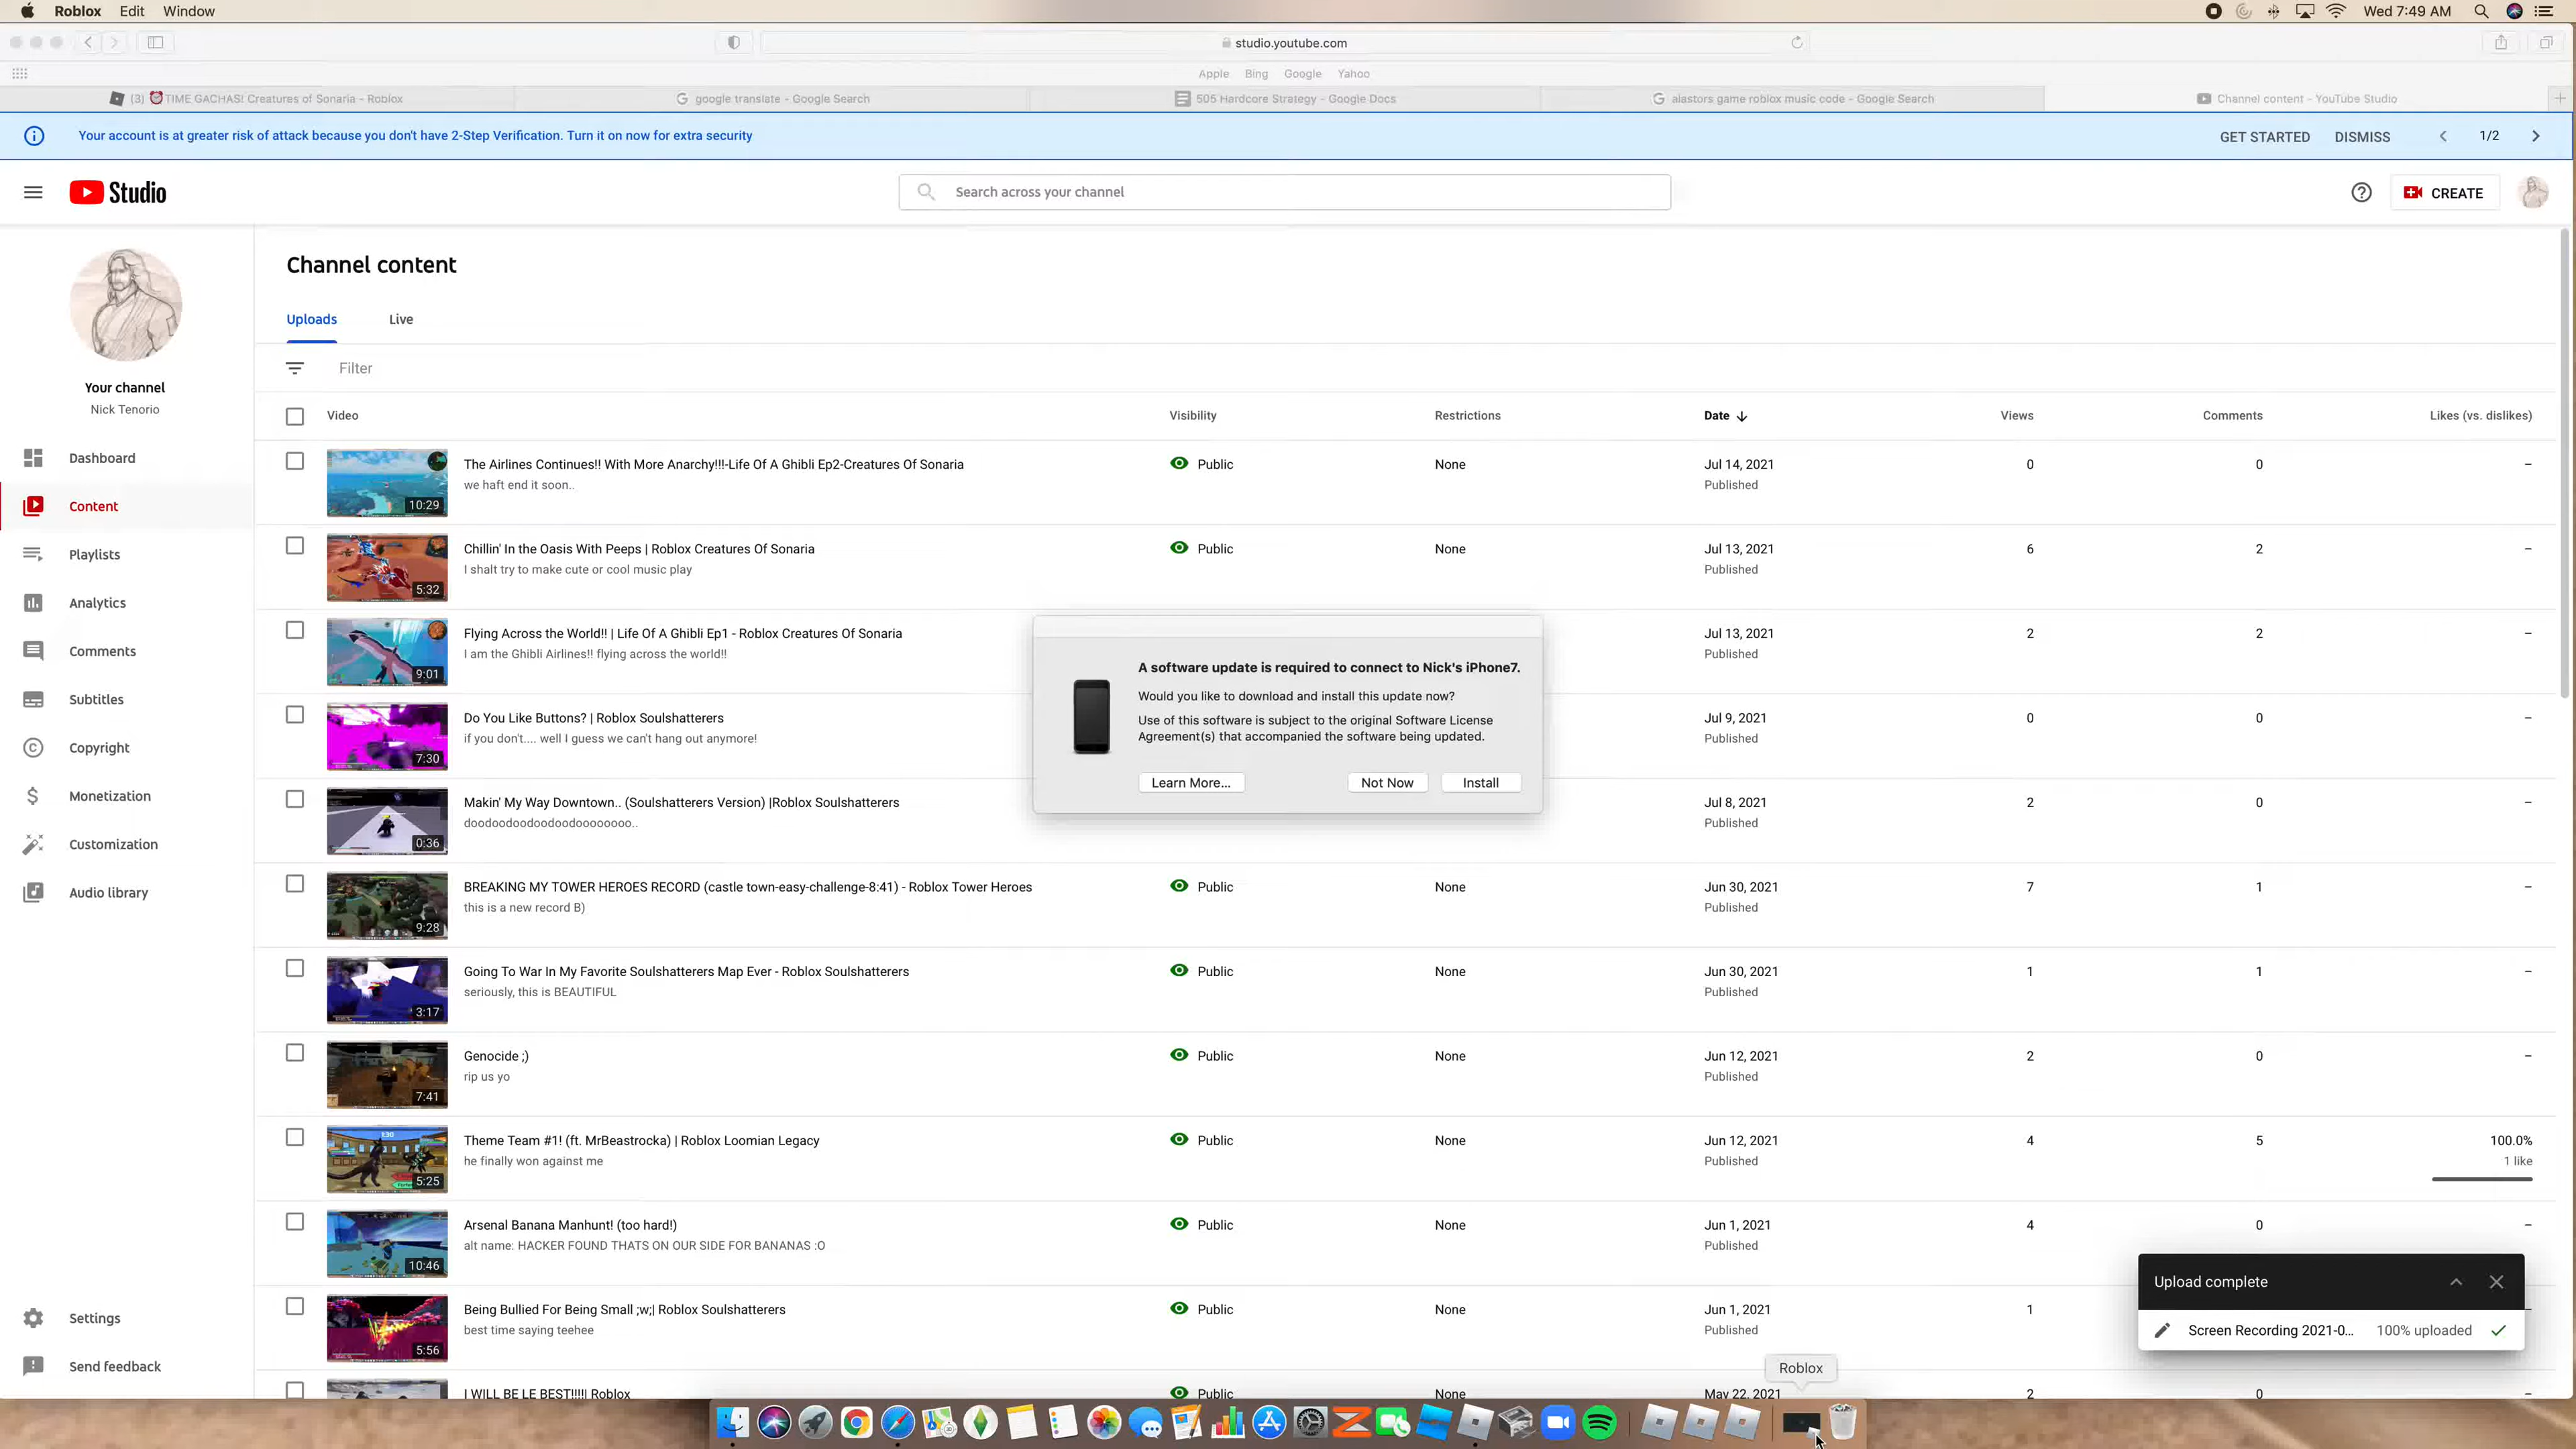 Roblox Edit Window
Wed 7:49 AM
studio.youtube.com
Apple Bing Google Yahoo
(3) ⏰TIME GACHAS! Creatures of Sonaria - Roblox
google translate - Google Search
505 Hardcore Strategy - Google Docs
alastors game roblox music code - Google Search
Channel content - YouTube Studio
Your account is at greater risk of attack because you don't have 2-Step Verification. Turn it on now for extra security
GET STARTED DISMISS 1/2
Studio
Search across your channel
CREATE
Your channel
Nick Tenorio
Dashboard
Content
Playlists
Analytics
Comments
Subtitles
Copyright
Monetization
Customization
Audio library
Settings
Send feedback
Channel content
Uploads Live
Filter
Video Visibility Restrictions Date Views Comments Likes (vs. dislikes)
The Airlines Continues!! With More Anarchy!!!-Life Of A Ghibli Ep2-Creatures Of Sonaria Public None Jul 14, 2021 0 0 –
we haft end it soon.. Published
10:29
Chillin' In the Oasis With Peeps | Roblox Creatures Of Sonaria Public None Jul 13, 2021 6 2 –
I shalt try to make cute or cool music play Published
5:32
Flying Across the World!! | Life Of A Ghibli Ep1 - Roblox Creatures Of Sonaria Jul 13, 2021 2 2 –
I am the Ghibli Airlines!! flying across the world!! Published
9:01
Do You Like Buttons? | Roblox Soulshatterers Jul 9, 2021 0 0 –
if you don't.... well I guess we can't hang out anymore! Published
7:30
Makin' My Way Downtown.. (Soulshatterers Version) |Roblox Soulshatterers Jul 8, 2021 2 0 –
doodoodoodoodoodoooooooo.. Published
0:36
BREAKING MY TOWER HEROES RECORD (castle town-easy-challenge-8:41) - Roblox Tower Heroes Public None Jun 30, 2021 7 1 –
this is a new record B) Published
9:28
Going To War In My Favorite Soulshatterers Map Ever - Roblox Soulshatterers Public None Jun 30, 2021 1 1 –
seriously, this is BEAUTIFUL Published
3:17
Genocide ;) Public None Jun 12, 2021 2 0 –
rip us yo Published
7:41
Theme Team #1! (ft. MrBeastrocka) | Roblox Loomian Legacy Public None Jun 12, 2021 4 5 100.0%
he finally won against me Published 1 like
5:25
Arsenal Banana Manhunt! (too hard!) Public None Jun 1, 2021 4 0 –
alt name: HACKER FOUND THATS ON OUR SIDE FOR BANANAS :O Published
10:46
Being Bullied For Being Small ;w;| Roblox Soulshatterers Public None Jun 1, 2021 1 –
best time saying teehee Published
5:56
I WILL BE LE BEST!!!!! Roblox Public None May 22, 2021 2 0
A software update is required to connect to Nick's iPhone7.
Would you like to download and install this update now?
Use of this software is subject to the original Software License
Agreement(s) that accompanied the software being updated.
Learn More... Not Now Install
Upload complete
Screen Recording 2021-0... 100% uploaded
Roblox